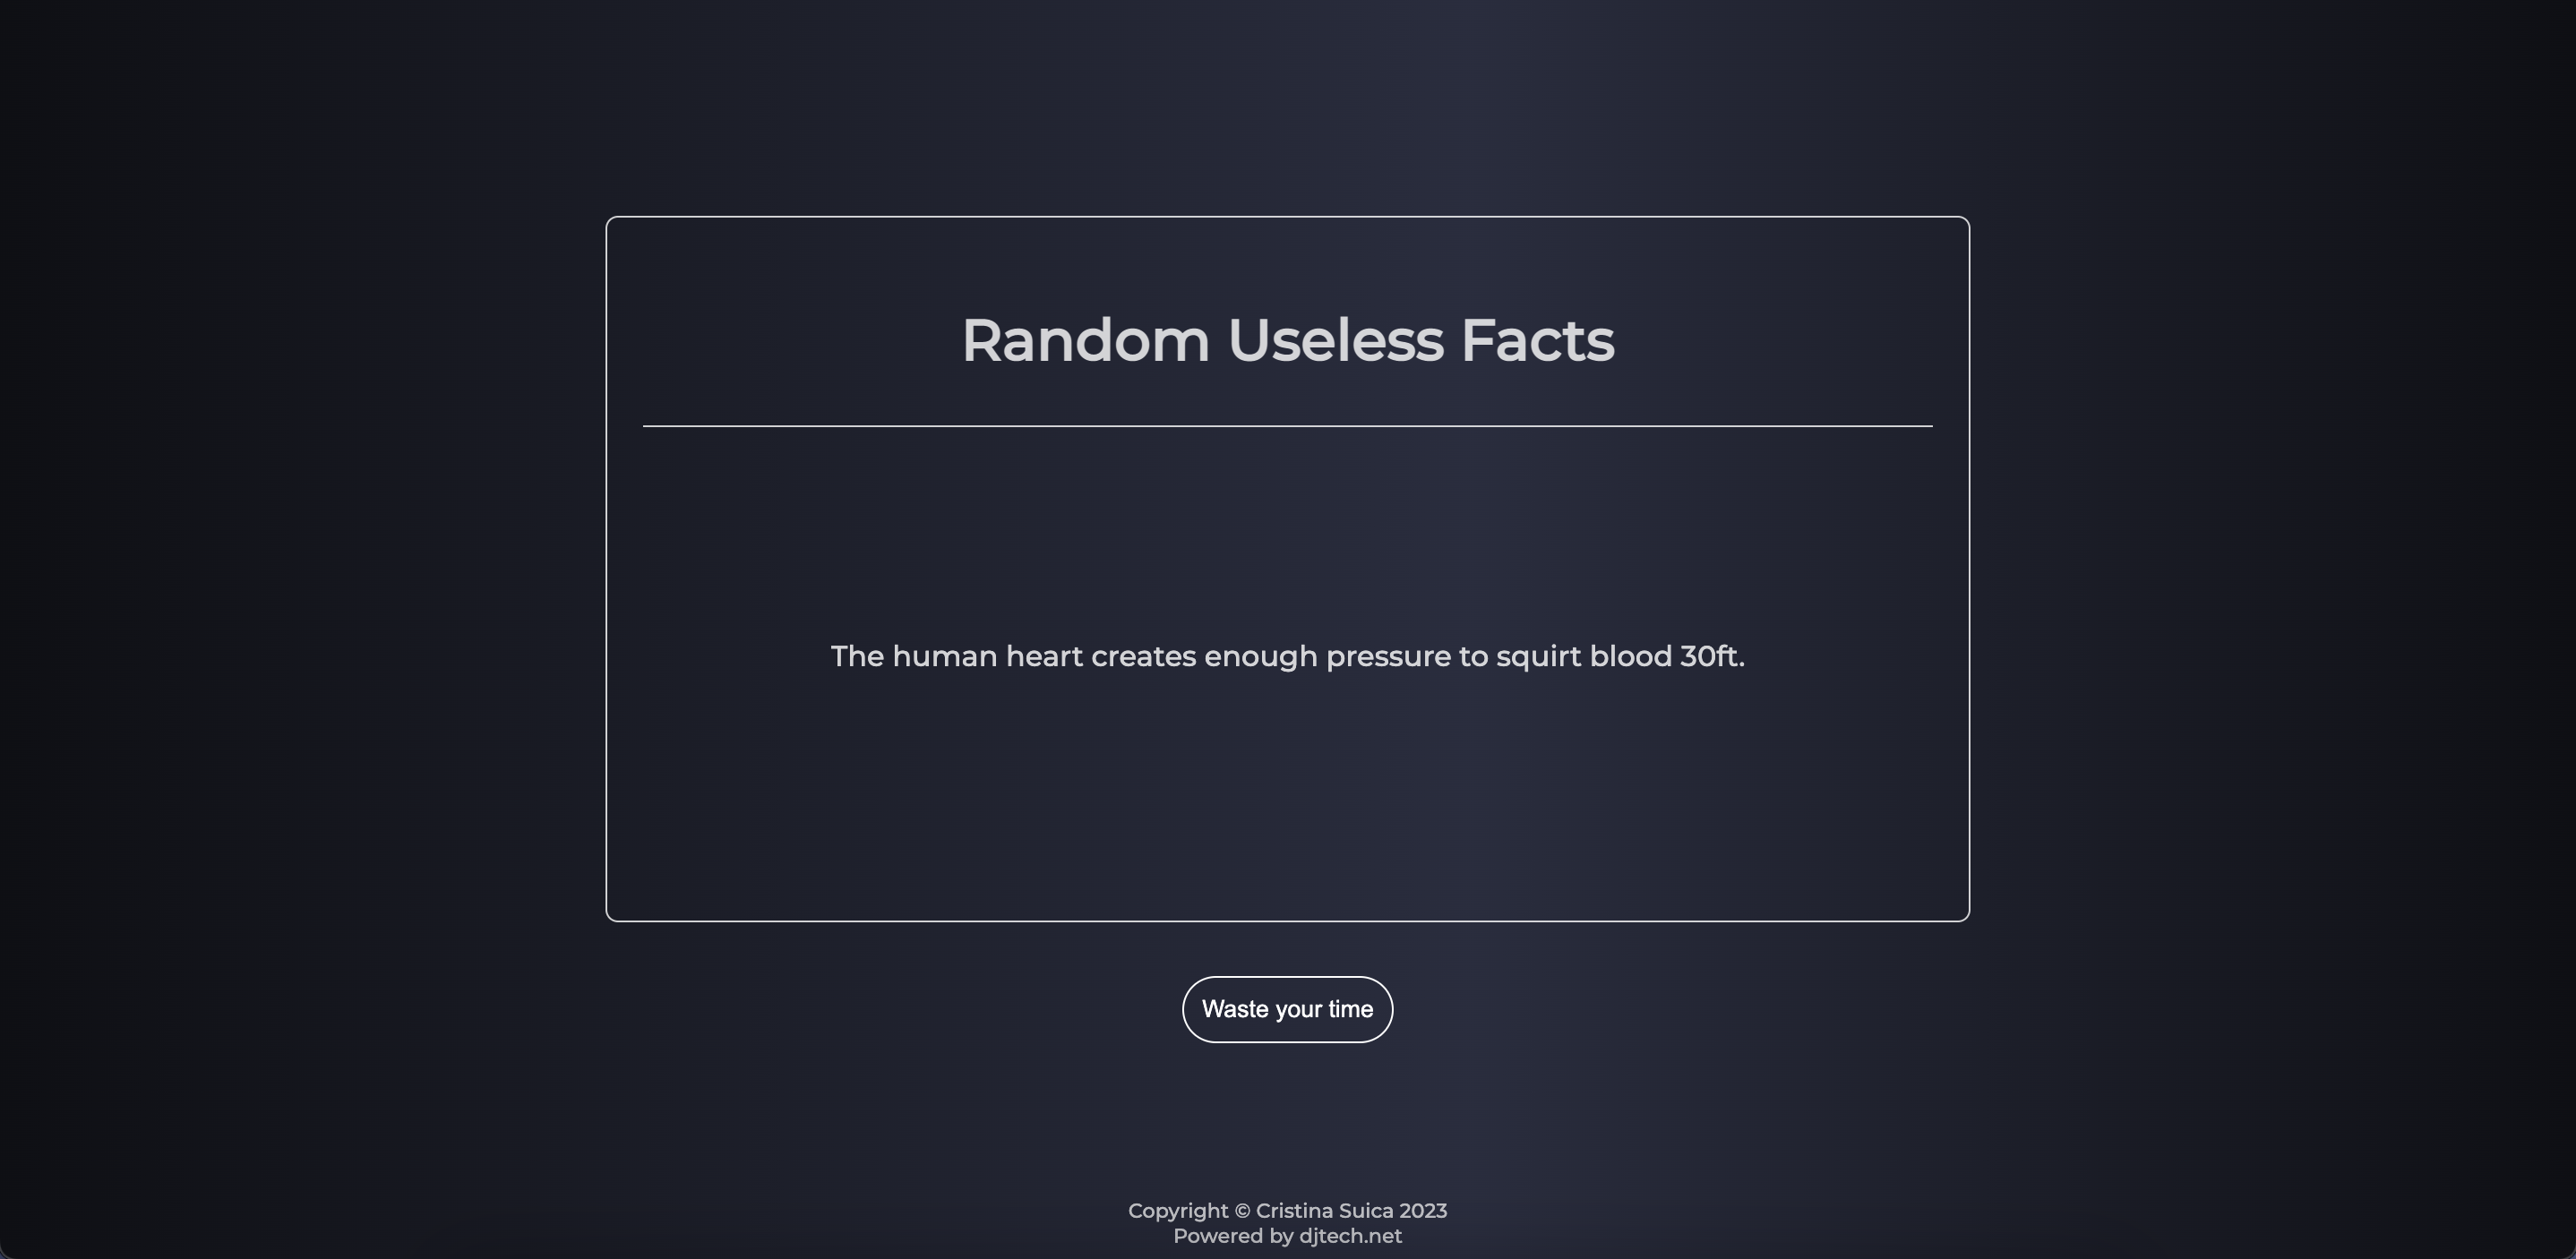 Random Useless Facts
The human heart creates enough pressure to squirt blood 30ft.
Waste your time
Copyright © Cristina Suica 2023
Powered by djtech.net